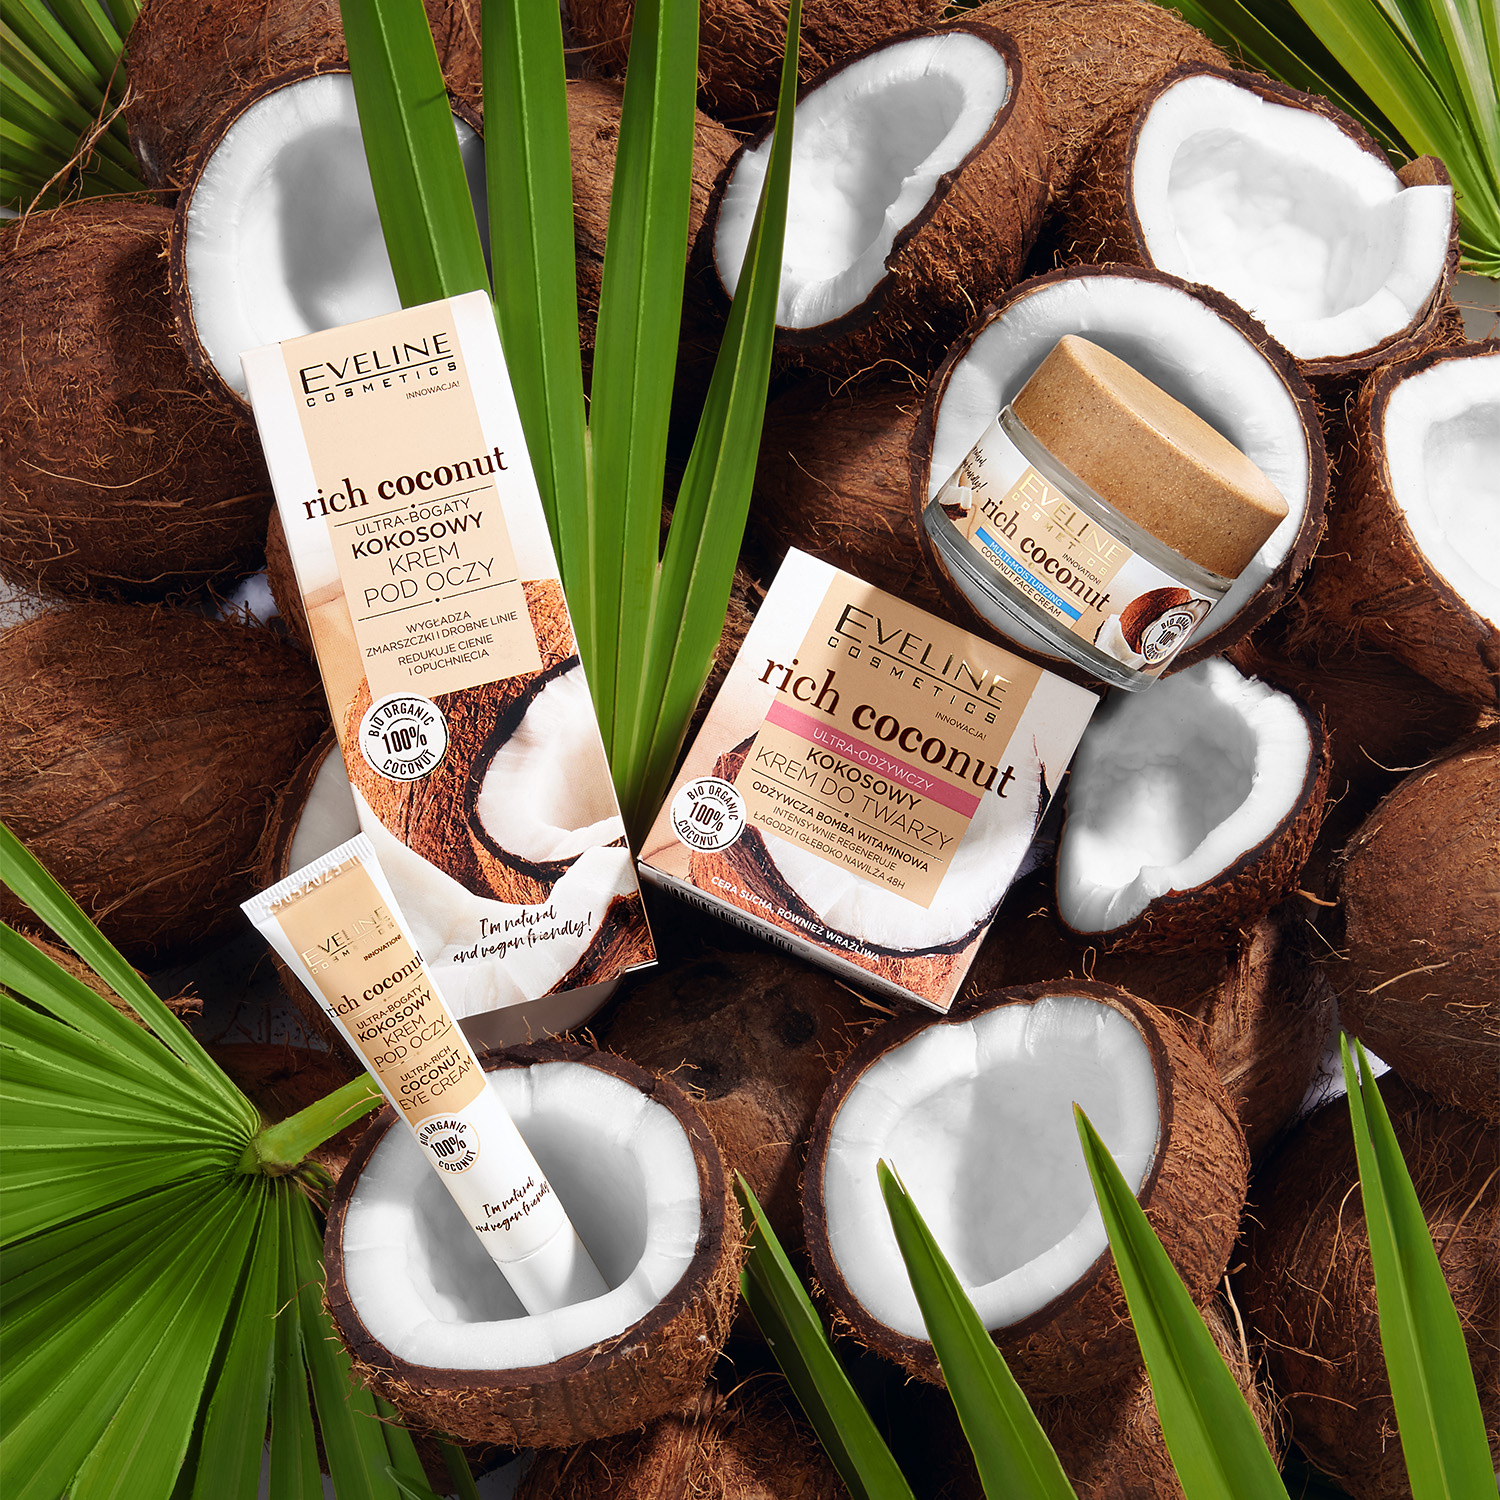 EVELINE
COSMETICS
INNOWACJA!
rich coconut
ULTRA-BOGATY
KOKOSOWY
KREM
POD OCZY
WYGŁADZA
ZMARSZCZKI I DROBNE LINIE
REDUKUJE CIENIE
I OPUCHNIĘCIA
BIO ORGANIC
100%
COCONUT
I'm natural
and vegan friendly!
EVELINE
COSMETICS
INNOVATION!
rich coconut
MULTI-MOISTURIZING
COCONUT FACE CREAM
100%
EVELINE
COSMETICS
INNOWACJA!
rich coconut
ULTRA-ODŻYWCZY
KOKOSOWY
KREM DO TWARZY
ODŻYWCZA BOMBA WITAMINOWA
INTENSYWNIE REGENERUJE
ŁAGODZI I GŁĘBOKO NAWILŻA 48H
BIO ORGANIC
100%
COCONUT
CERA SUCHA, RÓWNIEŻ WRAŻLIWA
EVELINE
COSMETICS
INNOVATION!
rich coconut
ULTRA-BOGATY
KOKOSOWY
KREM
POD OCZY
ULTRA-RICH
COCONUT
EYE CREAM
BIO ORGANIC
100%
COCONUT
I'm natural
and vegan friendly!